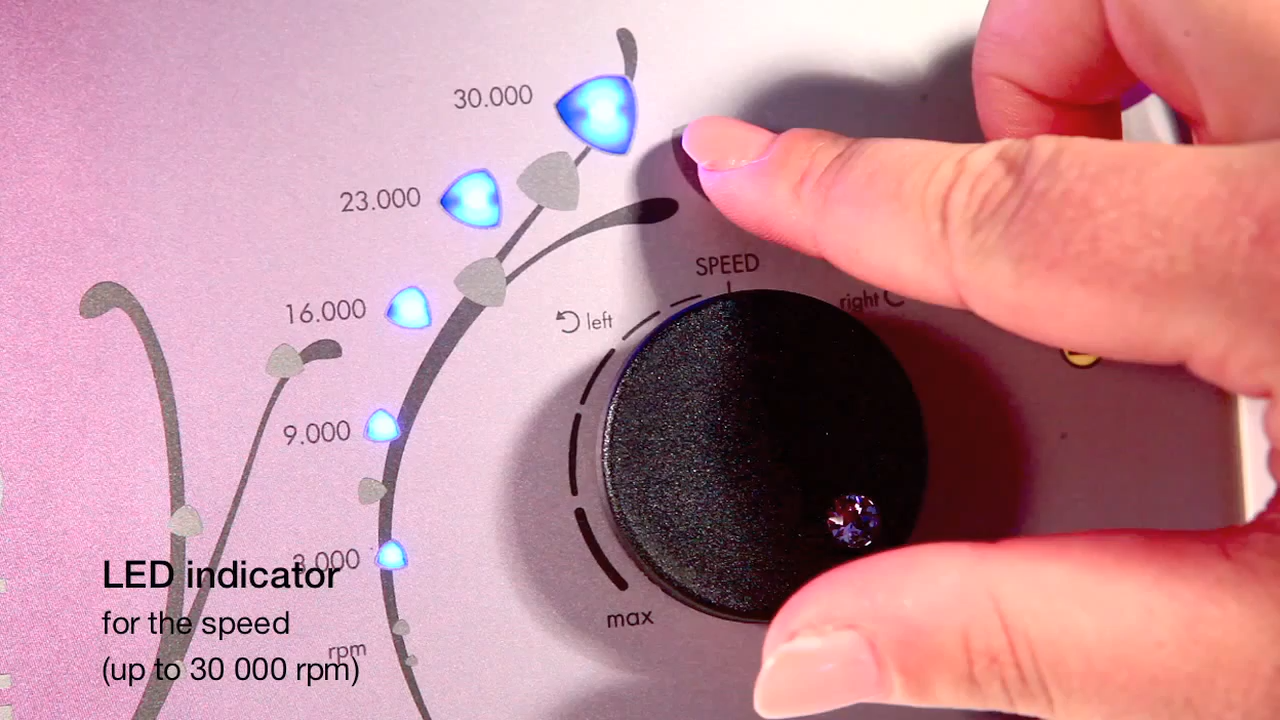 30.000
23.000
SPEED
right
16.000
left
9.000
3.000
LED indicator
for the speed
max
rpm
(up to 30 000 rpm)